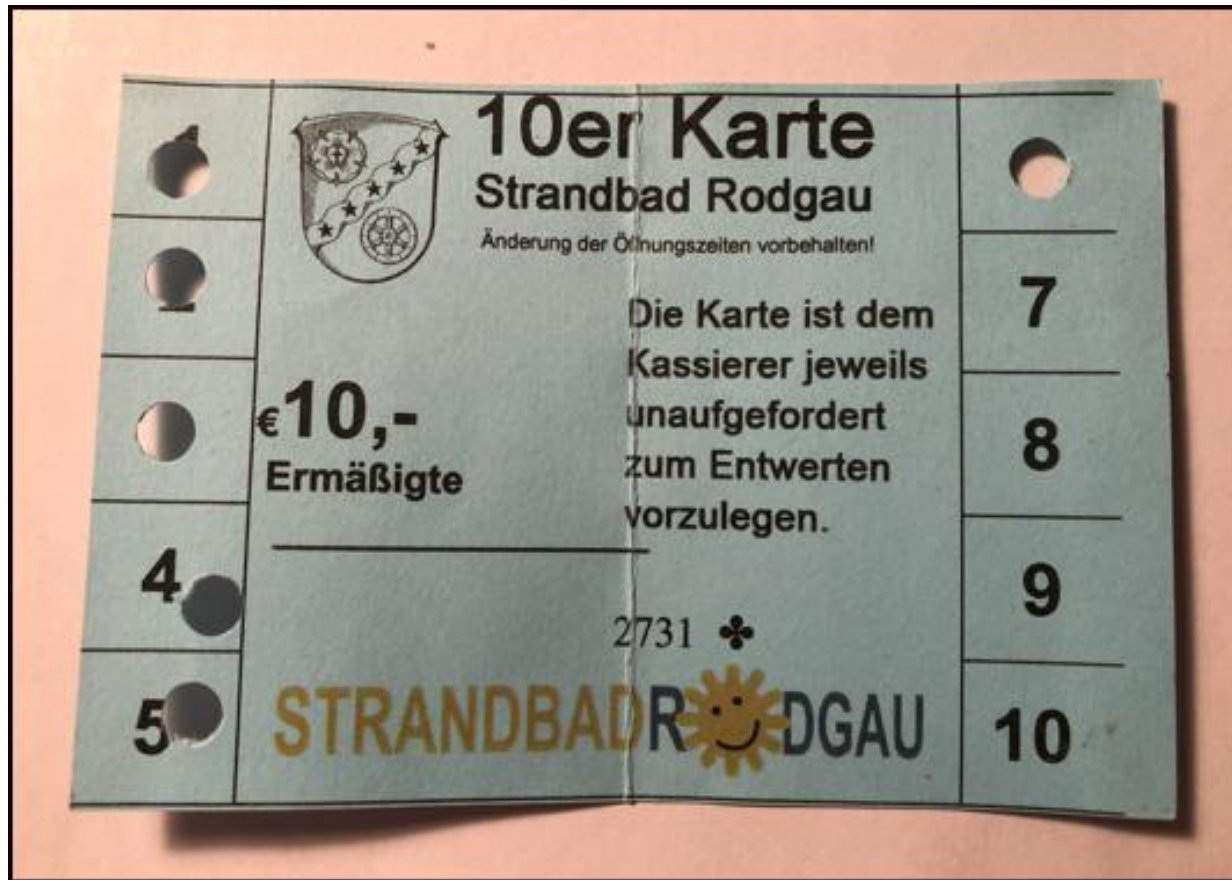 10er Karte
Strandbad Rodgau
Änderung der Öffnungszeiten vorbehalten!
Die Karte ist dem
Kassierer jeweils
unaufgefordert
zum Entwerten
vorzulegen.
€10,-
Ermäßigte
2731
STRANDBADRODGAU
4
5
7
8
9
10